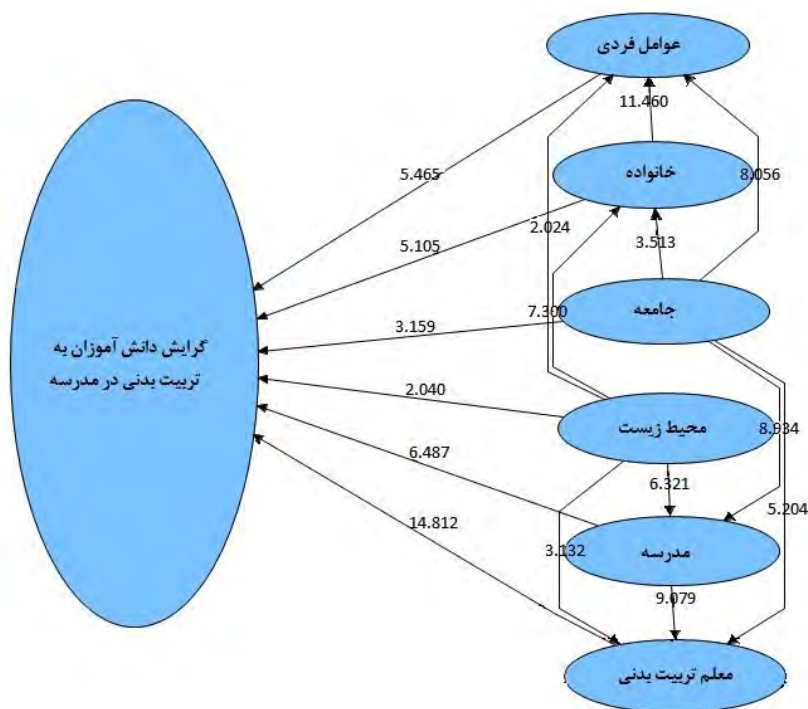 عوامل فردی
11.460
خانواده
8.056
5.465
2.024
5.105
3.513
جامعه
7.300
3.159
گرایش دانش آموزان به
تربیت بدنی در مدرسه
2.040
محیط زیست
8.934
6.487
6.321
5.204
14.812
مدرسه
3.132
9.079
معلم تربیت بدنی